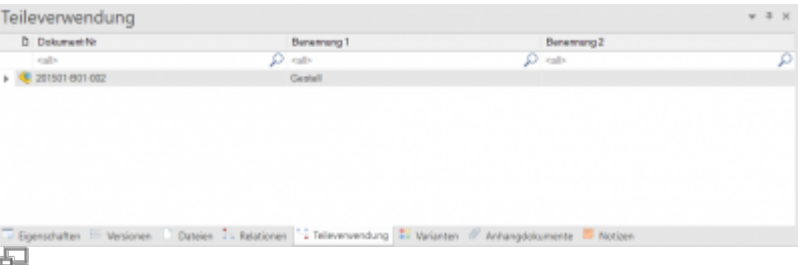 Teileverwendung
Dokument-Nr Benennung 1 Benennung 2
<all> <all> <all>
201501-B01-002 Gestell
Eigenschaften Versionen Dateien Relationen Teileverwendung Varianten Anhangdokumente Notizen